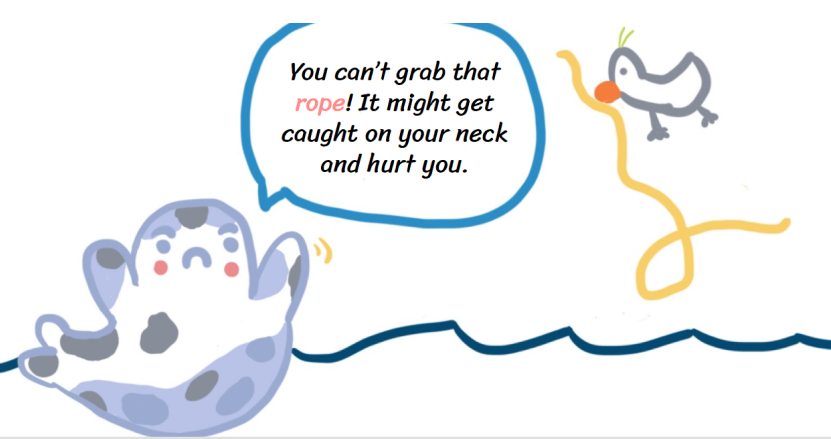 You can't grab that
rope! It might get
caught on your neck
and hurt you.